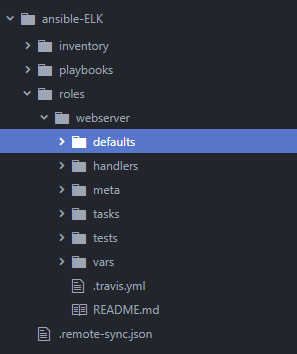 ansible-ELK
inventory
playbooks
roles
webserver
defaults
handlers
meta
tasks
tests
vars
.travis.yml
README.md
.remote-sync.json